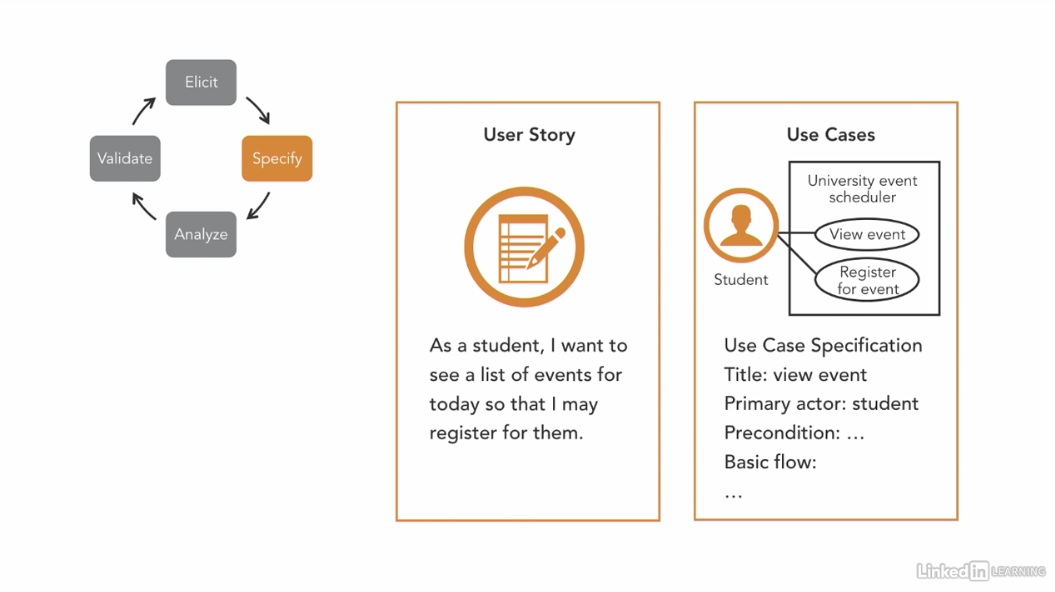 Elicit
Validate
Specify
Analyze
User Story
As a student, I want to
see a list of events for
today so that I may
register for them.
Use Cases
University event
scheduler
View event
Register
for event
Student
Use Case Specification
Title: view event
Primary actor: student
Precondition: …
Basic flow:
…
LinkedIn LEARNING